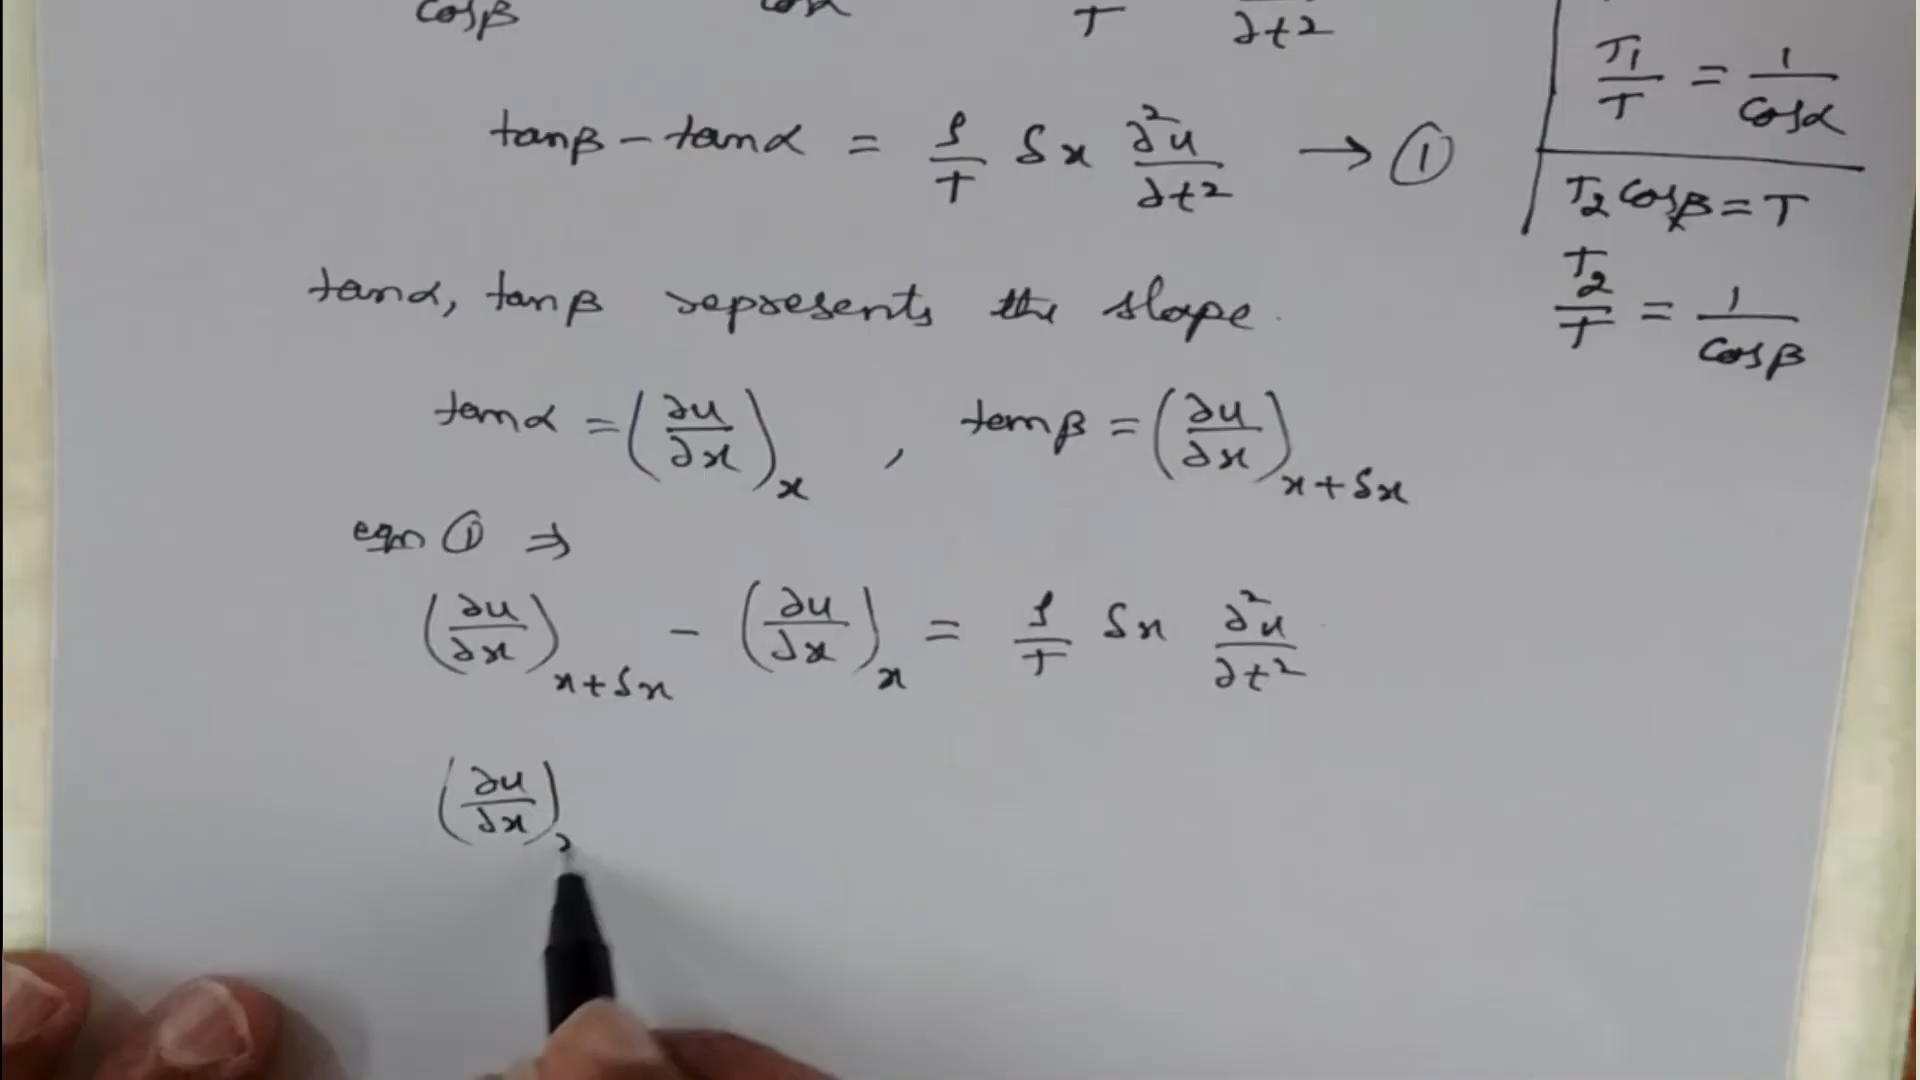 cosβ cosα T ∂t²
tanβ - tanα = ρ/T δx ∂²u/∂t² → ①
tanα, tanβ represents the slope.
tanα = (∂u/∂x)ₓ , tanβ = (∂u/∂x)ₓ₊δₓ
eqn ① ⇒
(∂u/∂x)ₓ₊δₓ - (∂u/∂x)ₓ = ρ/T δx ∂²u/∂t²
(∂u/∂x)
T₁/T = 1/cosα
T₂ cosβ = T
T₂/T = 1/cosβ